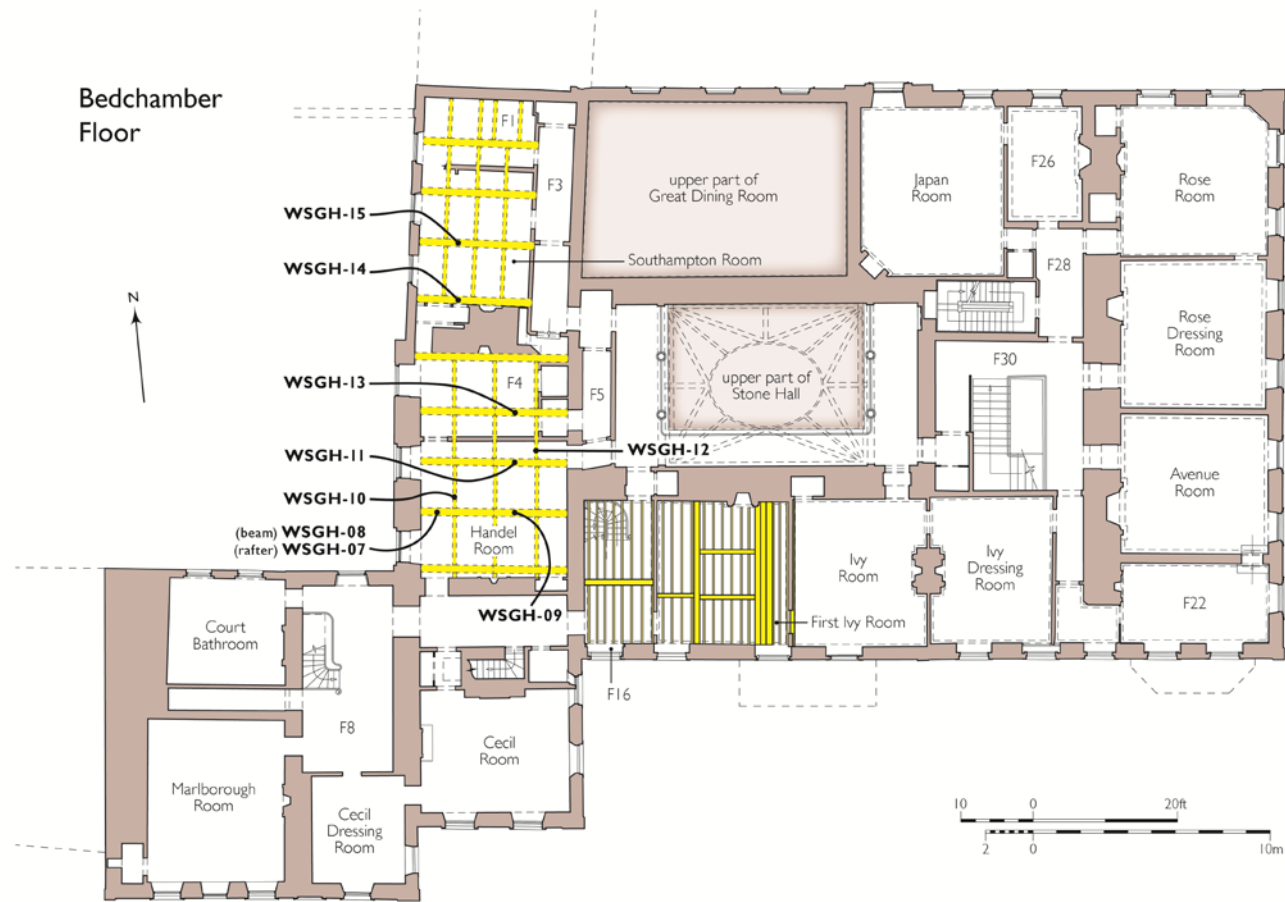 Bedchamber
Floor
F1
F3
upper part of
Great Dining Room
Japan
Room
F26
Rose
Room
WSGH-15
WSGH-14
Southampton Room
F28
N
Rose
Dressing
Room
F30
WSGH-13
F4
F5
upper part of
Stone Hall
WSGH-12
WSGH-11
WSGH-10
Avenue
Room
(beam) WSGH-08
(rafter) WSGH-07
Handel
Room
Ivy
Room
Ivy
Dressing
Room
WSGH-09
First Ivy Room
F22
Court
Bathroom
F16
F8
Cecil
Room
Marlborough
Room
Cecil
Dressing
Room
10 0 20ft
2 0 10m